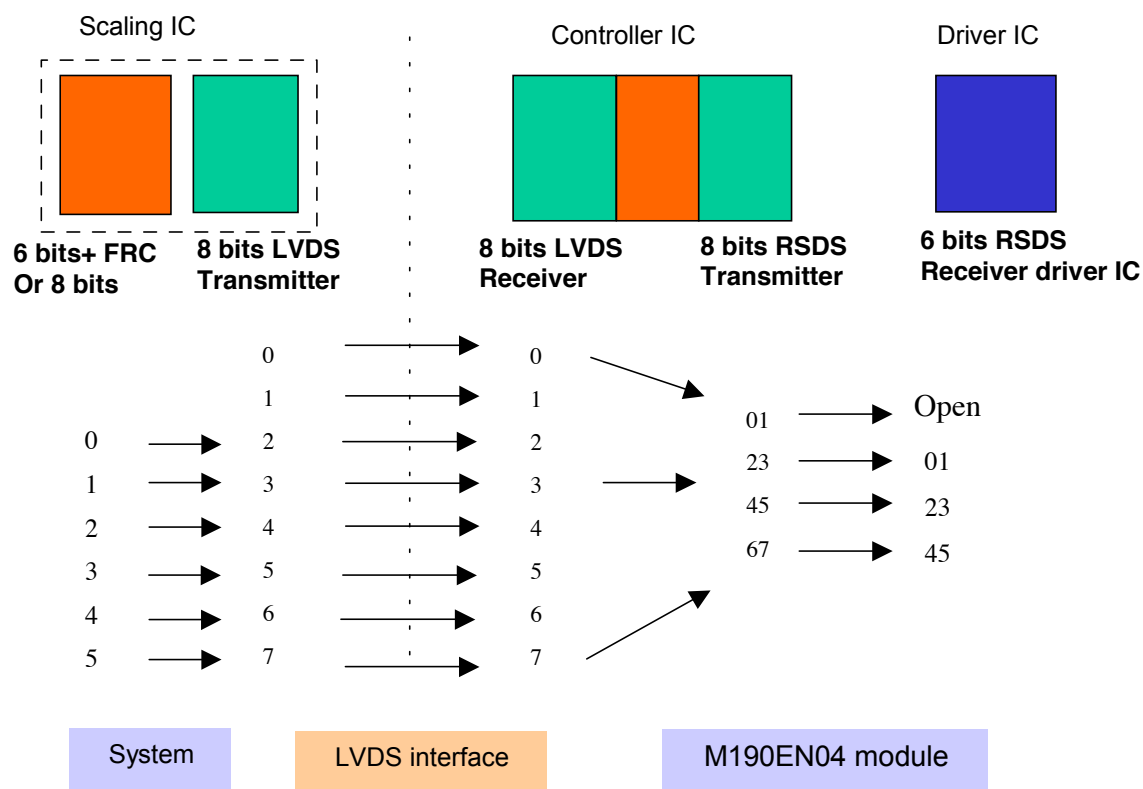 Scaling IC
Controller IC
Driver IC
6 bits+ FRC
Or 8 bits
8 bits LVDS
Transmitter
8 bits LVDS
Receiver
8 bits RSDS
Transmitter
6 bits RSDS
Receiver driver IC
0
1
2
3
4
5
0
1
2
3
4
5
6
7
0
1
2
3
4
5
6
7
01
23
45
67
Open
01
23
45
System
LVDS interface
M190EN04 module